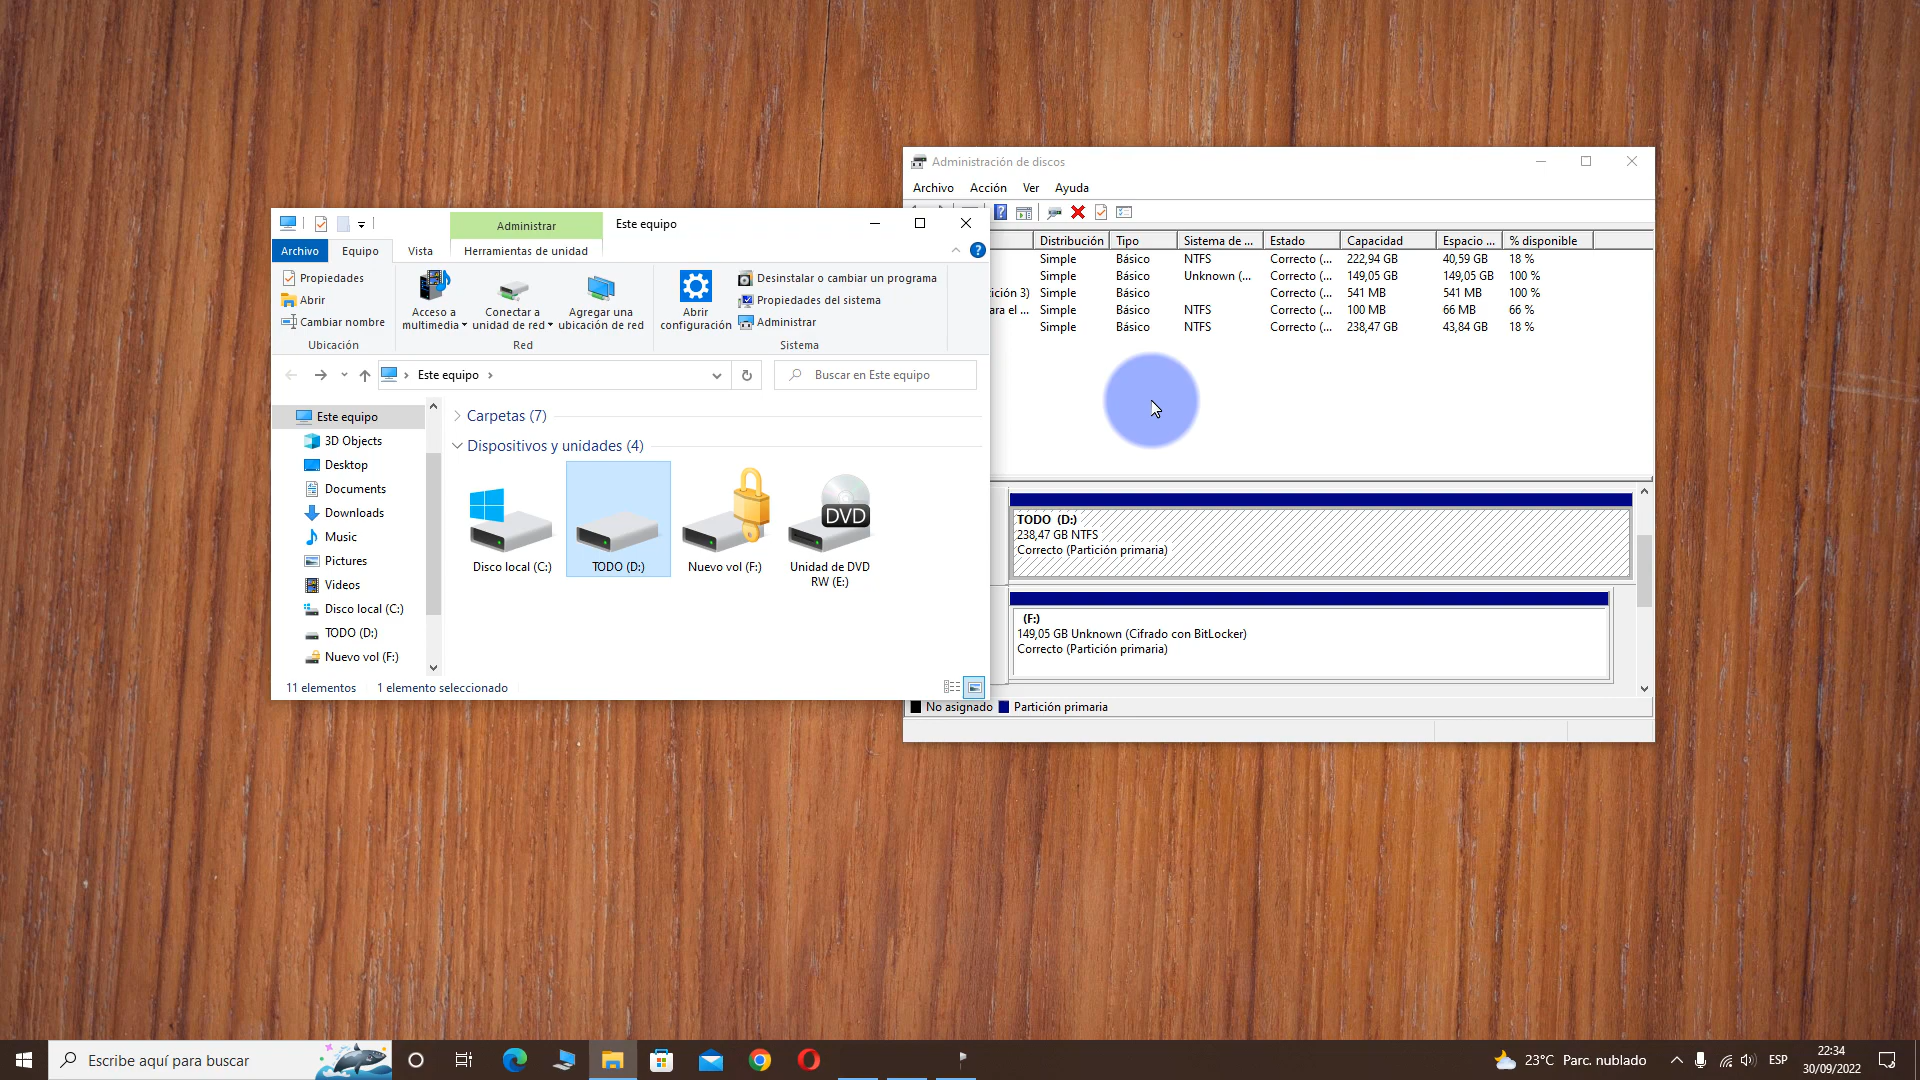 Administrar
Este equipo
Archivo
Equipo
Vista
Herramientas de unidad
Propiedades
Abrir
Cambiar nombre
Ubicación
Acceso a
multimedia
Conectar a
unidad de red
Agregar una
ubicación de red
Red
Abrir
configuración
Desinstalar o cambiar un programa
Propiedades del sistema
Administrar
Sistema
Este equipo
Buscar en Este equipo
Este equipo
3D Objects
Desktop
Documents
Downloads
Music
Pictures
Videos
Disco local (C:)
TODO (D:)
Nuevo vol (F:)
Carpetas (7)
Dispositivos y unidades (4)
Disco local (C:)
TODO (D:)
Nuevo vol (F:)
DVD
Unidad de DVD
RW (E:)
11 elementos 1 elemento seleccionado
Administración de discos
Archivo Acción Ver Ayuda
Distribución Tipo Sistema de ... Estado Capacidad Espacio ... % disponible
Simple Básico NTFS Correcto (... 222,94 GB 40,59 GB 18 %
Simple Básico Unknown (... Correcto (... 149,05 GB 149,05 GB 100 %
ición 3) Simple Básico Correcto (... 541 MB 541 MB 100 %
ara el ... Simple Básico NTFS Correcto (... 100 MB 66 MB 66 %
Simple Básico NTFS Correcto (... 238,47 GB 43,84 GB 18 %
TODO (D:)
238,47 GB NTFS
Correcto (Partición primaria)
(F:)
149,05 GB Unknown (Cifrado con BitLocker)
Correcto (Partición primaria)
No asignado Partición primaria
Escribe aquí para buscar
23°C Parc. nublado
ESP
22:34
30/09/2022